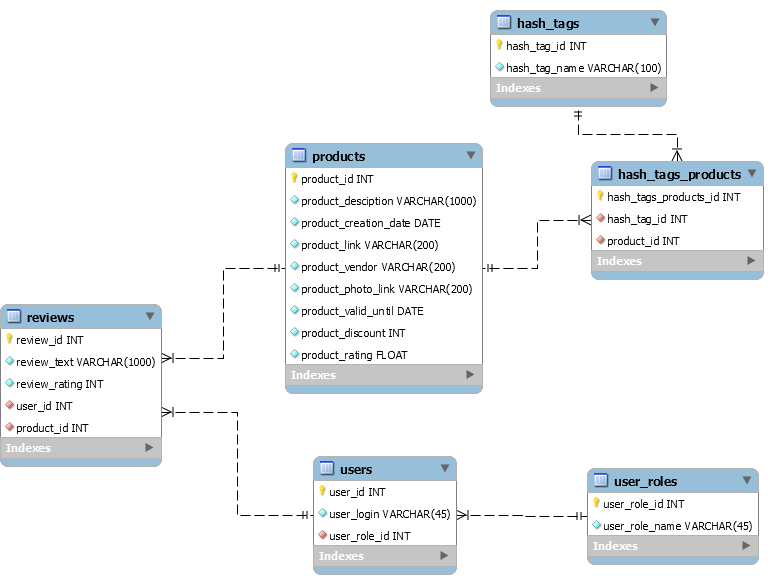 hash_tags
hash_tag_id INT
hash_tag_name VARCHAR(100)
Indexes
products
product_id INT
product_desciption VARCHAR(1000)
product_creation_date DATE
product_link VARCHAR(200)
product_vendor VARCHAR(200)
product_photo_link VARCHAR(200)
product_valid_until DATE
product_discount INT
product_rating FLOAT
Indexes
hash_tags_products
hash_tags_products_id INT
hash_tag_id INT
product_id INT
Indexes
reviews
review_id INT
review_text VARCHAR(1000)
review_rating INT
user_id INT
product_id INT
Indexes
users
user_id INT
user_login VARCHAR(45)
user_role_id INT
Indexes
user_roles
user_role_id INT
user_role_name VARCHAR(45)
Indexes